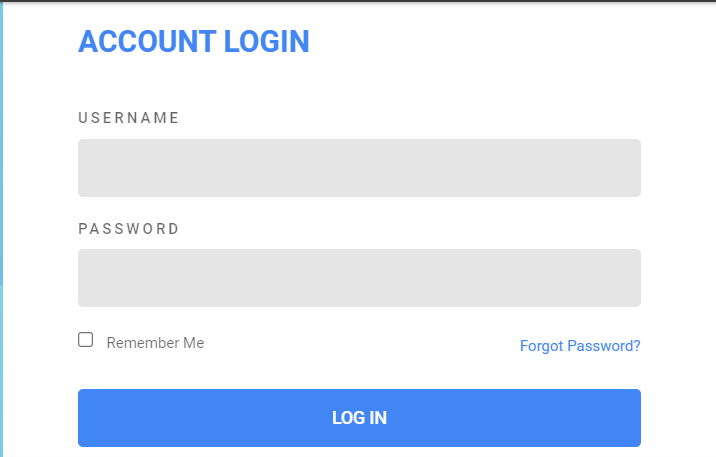 ACCOUNT LOGIN
USERNAME
PASSWORD
Remember Me
Forgot Password?
LOG IN